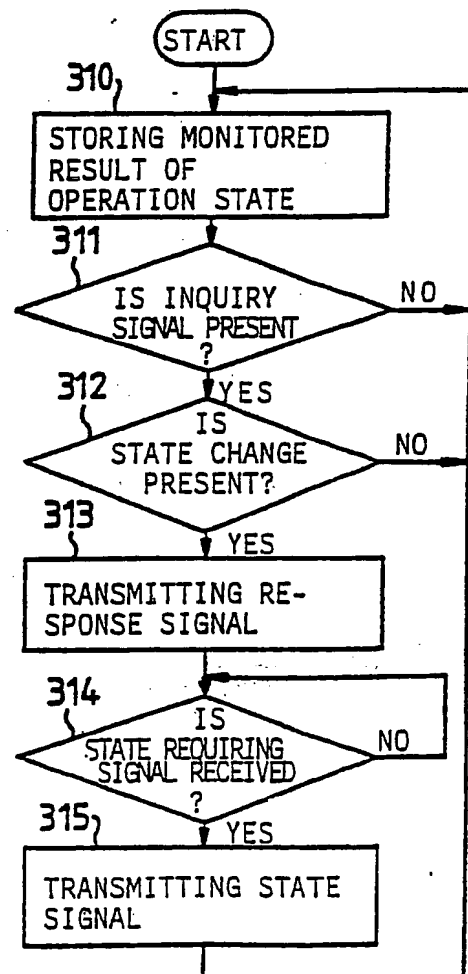 START
310
STORING MONITORED
RESULT OF
OPERATION STATE
311
IS INQUIRY
SIGNAL PRESENT
?
NO
YES
312
IS
STATE CHANGE
PRESENT?
NO
YES
313
TRANSMITTING RE-
SPONSE SIGNAL
314
IS
STATE REQUIRING
SIGNAL RECEIVED
?
NO
YES
315
TRANSMITTING STATE
SIGNAL